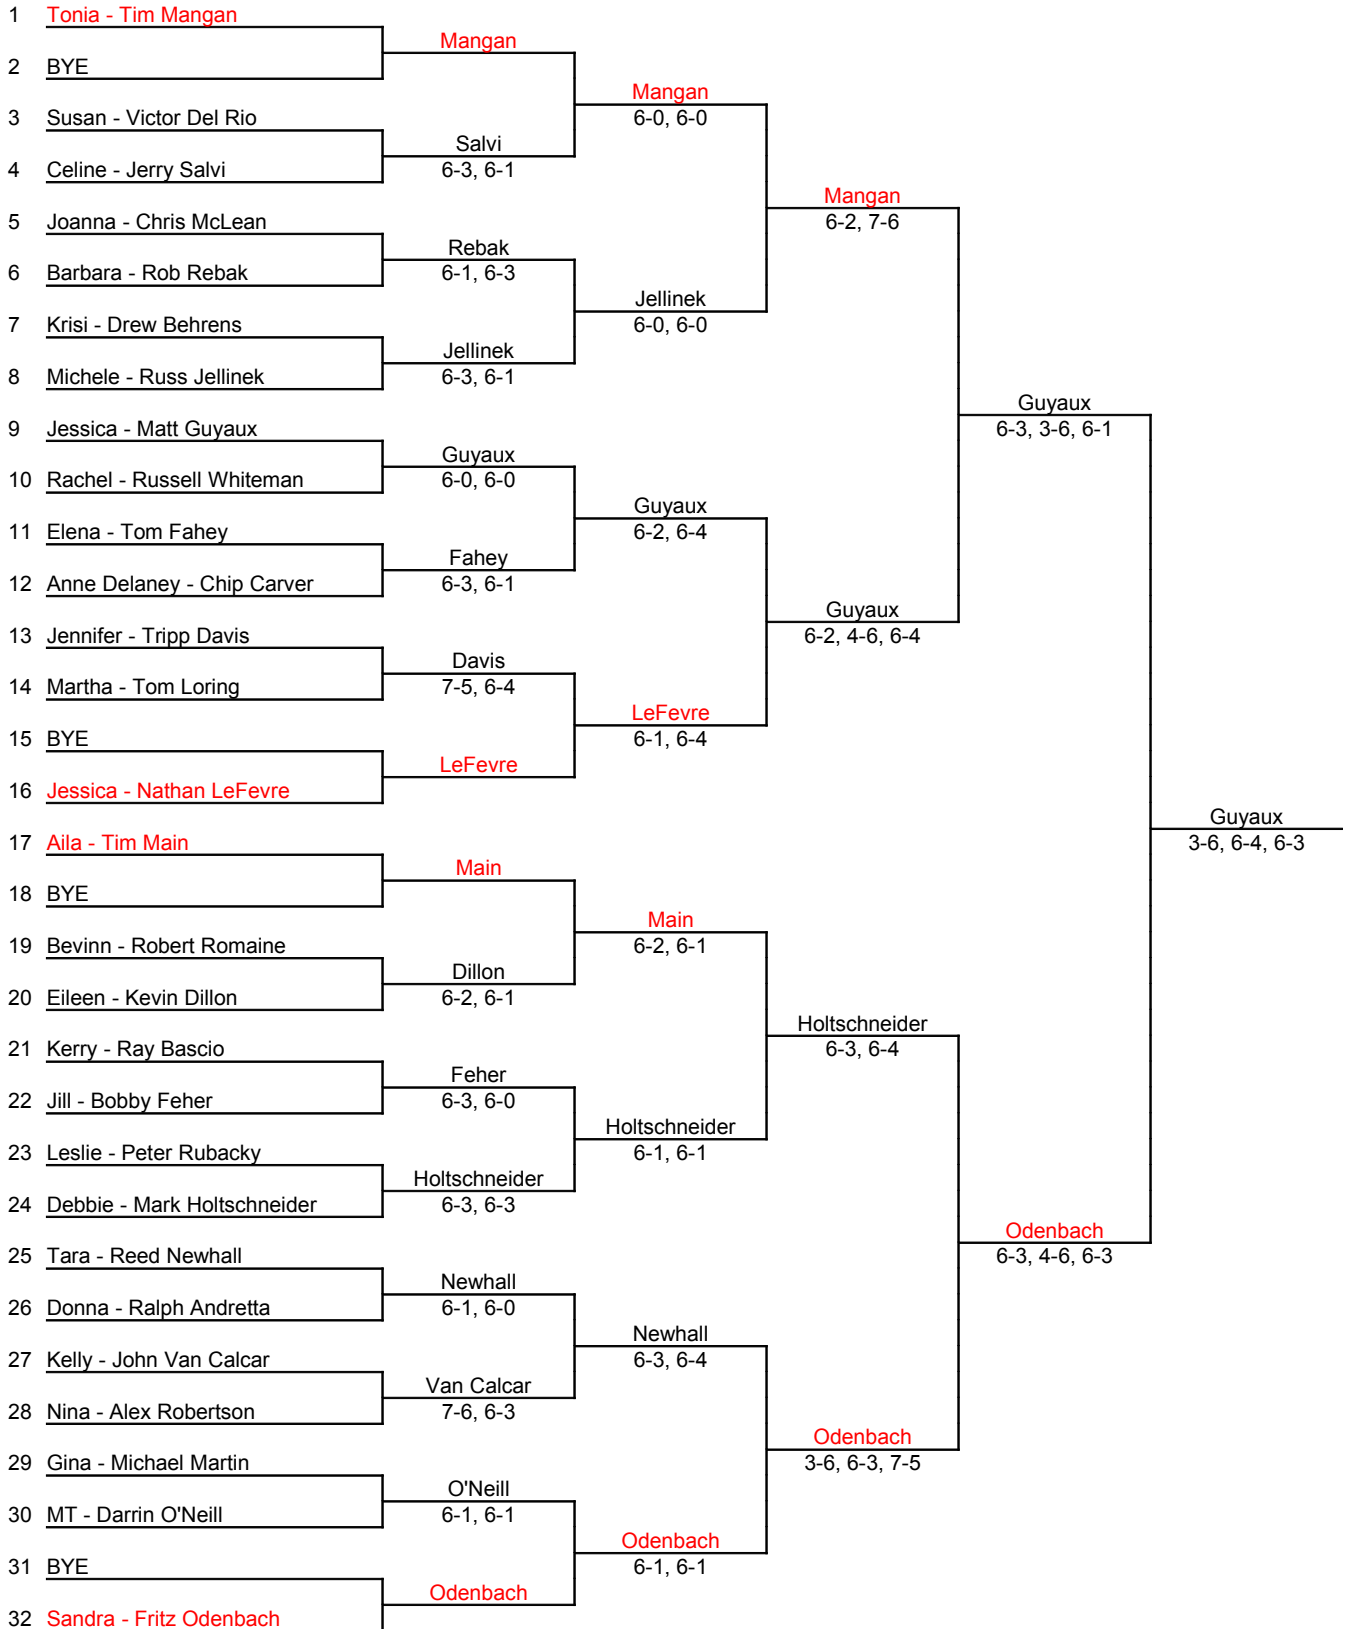 1 Tonia - Tim Mangan
Mangan
2 BYE
Mangan
6-0, 6-0
3 Susan - Victor Del Rio
Salvi
6-3, 6-1
4 Celine - Jerry Salvi
Mangan
6-2, 7-6
5 Joanna - Chris McLean
Rebak
6-1, 6-3
6 Barbara - Rob Rebak
Jellinek
6-0, 6-0
7 Krisi - Drew Behrens
Jellinek
6-3, 6-1
8 Michele - Russ Jellinek
Guyaux
6-3, 3-6, 6-1
9 Jessica - Matt Guyaux
Guyaux
6-0, 6-0
10 Rachel - Russell Whiteman
Guyaux
6-2, 6-4
11 Elena - Tom Fahey
Fahey
6-3, 6-1
12 Anne Delaney - Chip Carver
Guyaux
6-2, 4-6, 6-4
13 Jennifer - Tripp Davis
Davis
7-5, 6-4
14 Martha - Tom Loring
LeFevre
6-1, 6-4
15 BYE
LeFevre
16 Jessica - Nathan LeFevre
Guyaux
3-6, 6-4, 6-3
17 Aila - Tim Main
Main
18 BYE
Main
6-2, 6-1
19 Bevinn - Robert Romaine
Dillon
6-2, 6-1
20 Eileen - Kevin Dillon
Holtschneider
6-3, 6-4
21 Kerry - Ray Bascio
Feher
6-3, 6-0
22 Jill - Bobby Feher
Holtschneider
6-1, 6-1
23 Leslie - Peter Rubacky
Holtschneider
6-3, 6-3
24 Debbie - Mark Holtschneider
Odenbach
6-3, 4-6, 6-3
25 Tara - Reed Newhall
Newhall
6-1, 6-0
26 Donna - Ralph Andretta
Newhall
6-3, 6-4
27 Kelly - John Van Calcar
Van Calcar
7-6, 6-3
28 Nina - Alex Robertson
Odenbach
3-6, 6-3, 7-5
29 Gina - Michael Martin
O'Neill
6-1, 6-1
30 MT - Darrin O'Neill
Odenbach
6-1, 6-1
31 BYE
Odenbach
32 Sandra - Fritz Odenbach